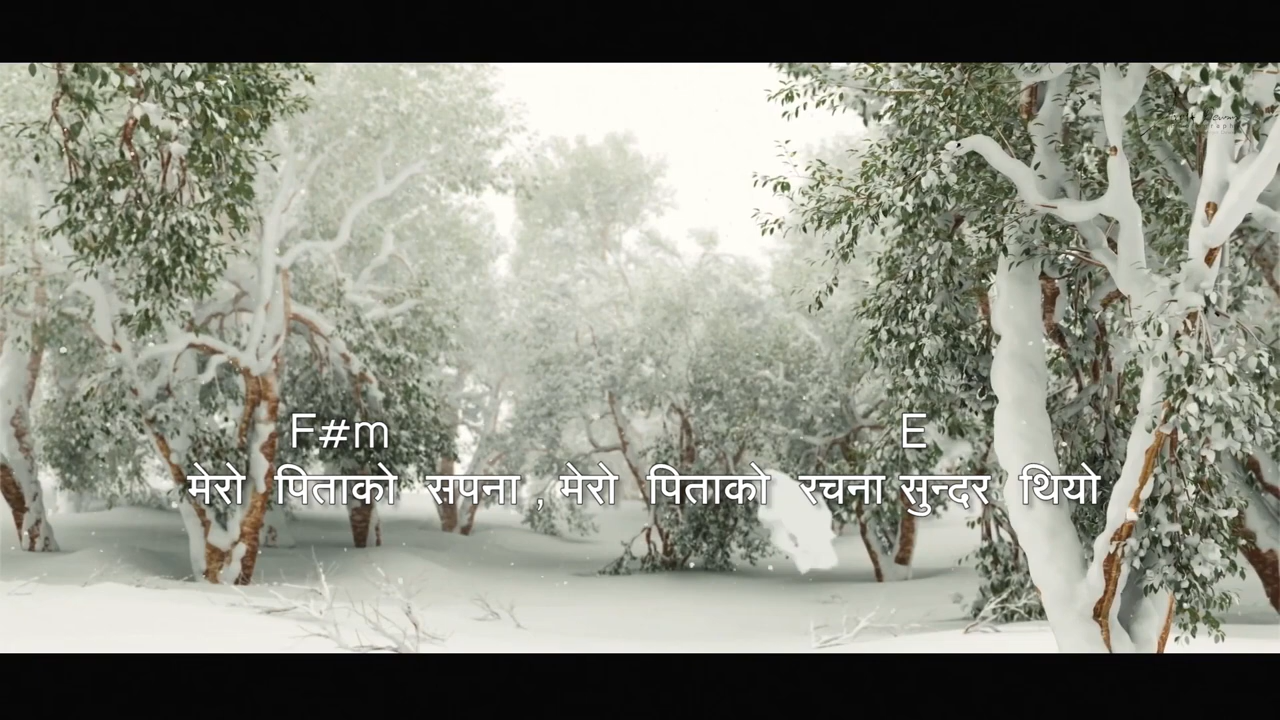 F#m E
मेरो पिताको सपना , मेरो पिताको रचना सुन्दर थियो